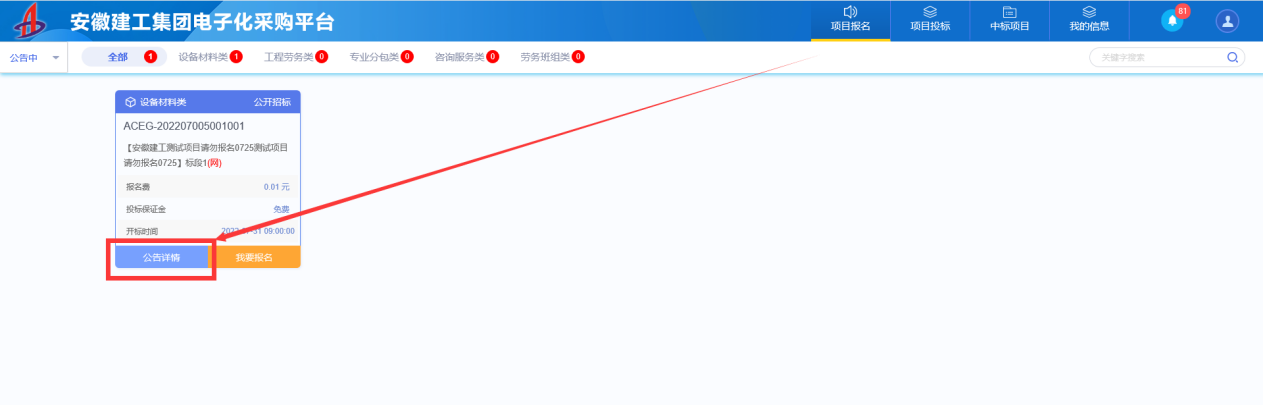 安徽建工集团电子化采购平台
项目报名
项目投标
中标项目
我的信息
81
公告中
全部 1
设备材料类 1
工程劳务类 0
专业分包类 0
咨询服务类 0
劳务班组类 0
关键字搜索
设备材料类 公开招标
ACEG-202207005001001
【安徽建工测试项目请勿报名0725测试项目
请勿报名0725】标段1(网)
报名费 0.01 元
投标保证金 免费
开标时间 09:00:00
公告详情 我要报名